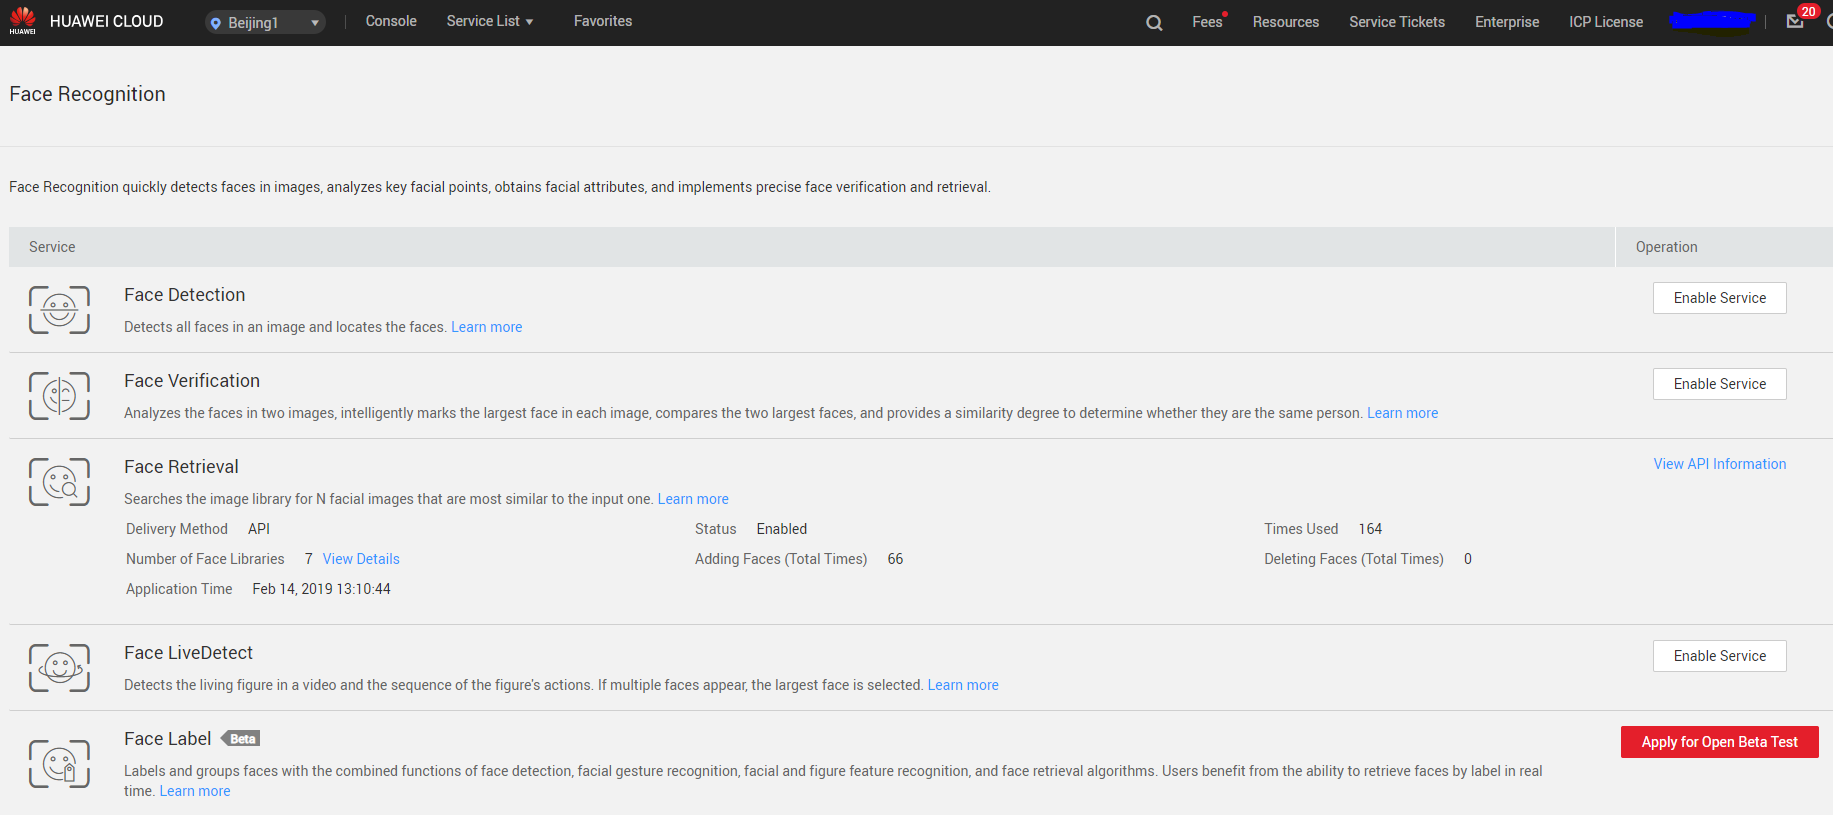 HUAWEI
HUAWEI CLOUD
Beijing1
Console
Service List
Favorites
Fees
Resources
Service Tickets
Enterprise
ICP License
20
Face Recognition
Face Recognition quickly detects faces in images, analyzes key facial points, obtains facial attributes, and implements precise face verification and retrieval.
Service
Operation
Face Detection
Detects all faces in an image and locates the faces. Learn more
Enable Service
Face Verification
Analyzes the faces in two images, intelligently marks the largest face in each image, compares the two largest faces, and provides a similarity degree to determine whether they are the same person. Learn more
Enable Service
Face Retrieval
Searches the image library for N facial images that are most similar to the input one. Learn more
View API Information
Delivery Method API
Status Enabled
Times Used 164
Number of Face Libraries 7 View Details
Adding Faces (Total Times) 66
Deleting Faces (Total Times) 0
Application Time Feb 14, 2019 13:10:44
Face LiveDetect
Detects the living figure in a video and the sequence of the figure's actions. If multiple faces appear, the largest face is selected. Learn more
Enable Service
Face Label Beta
Labels and groups faces with the combined functions of face detection, facial gesture recognition, facial and figure feature recognition, and face retrieval algorithms. Users benefit from the ability to retrieve faces by label in real
time. Learn more
Apply for Open Beta Test